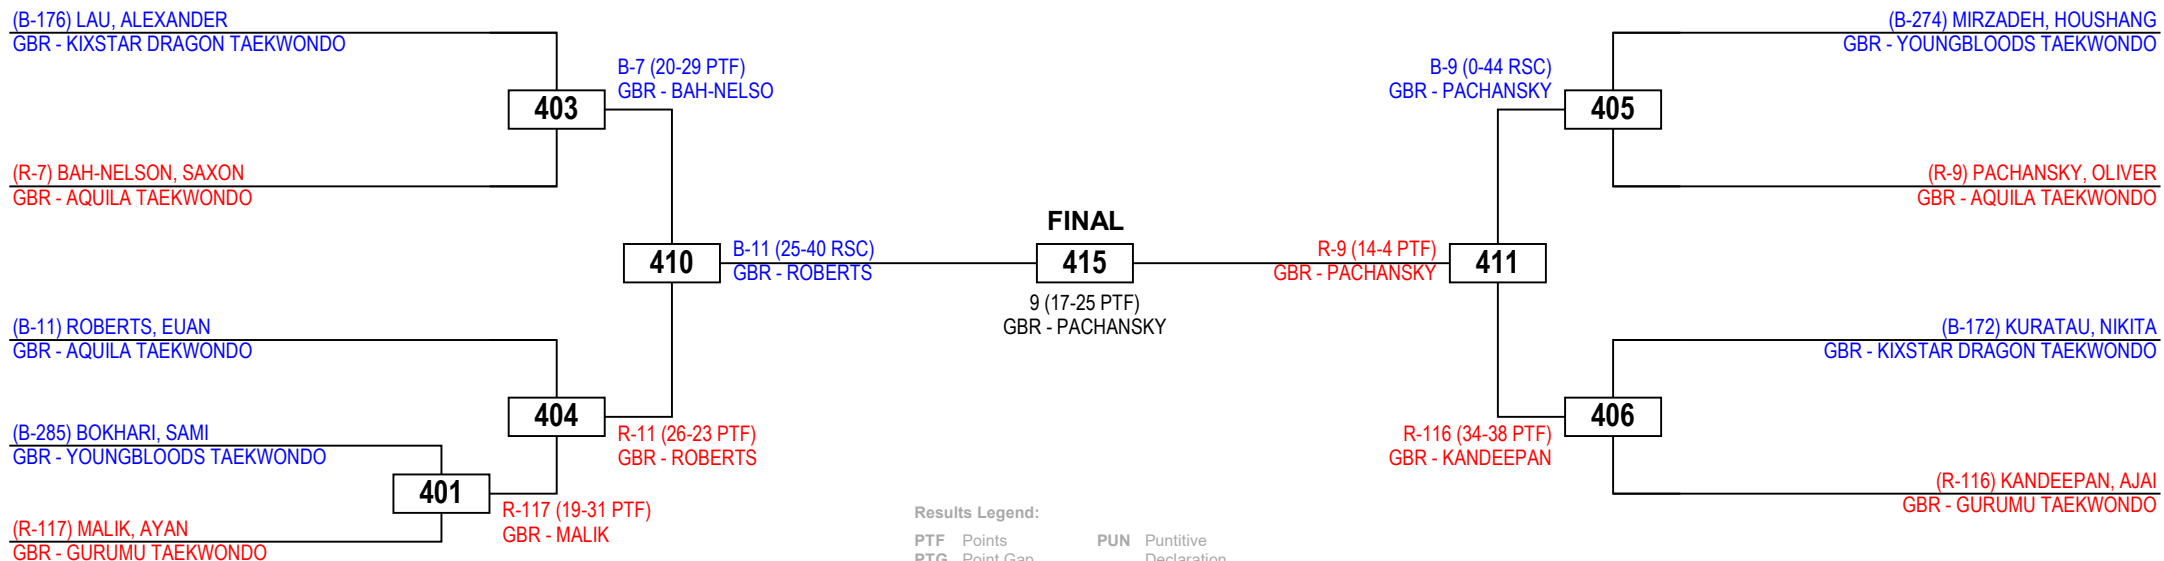 (B-176) LAU, ALEXANDER
GBR - KIXSTAR DRAGON TAEKWONDO
B-7 (20-29 PTF)
GBR - BAH-NELSO
403
(R-7) BAH-NELSON, SAXON
GBR - AQUILA TAEKWONDO
410
B-11 (25-40 RSC)
GBR - ROBERTS
(B-11) ROBERTS, EUAN
GBR - AQUILA TAEKWONDO
404
R-11 (26-23 PTF)
GBR - ROBERTS
(B-285) BOKHARI, SAMI
GBR - YOUNGBLOODS TAEKWONDO
401
R-117 (19-31 PTF)
GBR - MALIK
(R-117) MALIK, AYAN
GBR - GURUMU TAEKWONDO
FINAL
415
9 (17-25 PTF)
GBR - PACHANSKY
(B-274) MIRZADEH, HOUSHANG
GBR - YOUNGBLOODS TAEKWONDO
B-9 (0-44 RSC)
GBR - PACHANSKY
405
(R-9) PACHANSKY, OLIVER
GBR - AQUILA TAEKWONDO
R-9 (14-4 PTF)
GBR - PACHANSKY
411
(B-172) KURATAU, NIKITA
GBR - KIXSTAR DRAGON TAEKWONDO
406
R-116 (34-38 PTF)
GBR - KANDEEPAN
(R-116) KANDEEPAN, AJAI
GBR - GURUMU TAEKWONDO
Results Legend:
PTF Points PUN Puntitive
PTG Point Gap Declaration